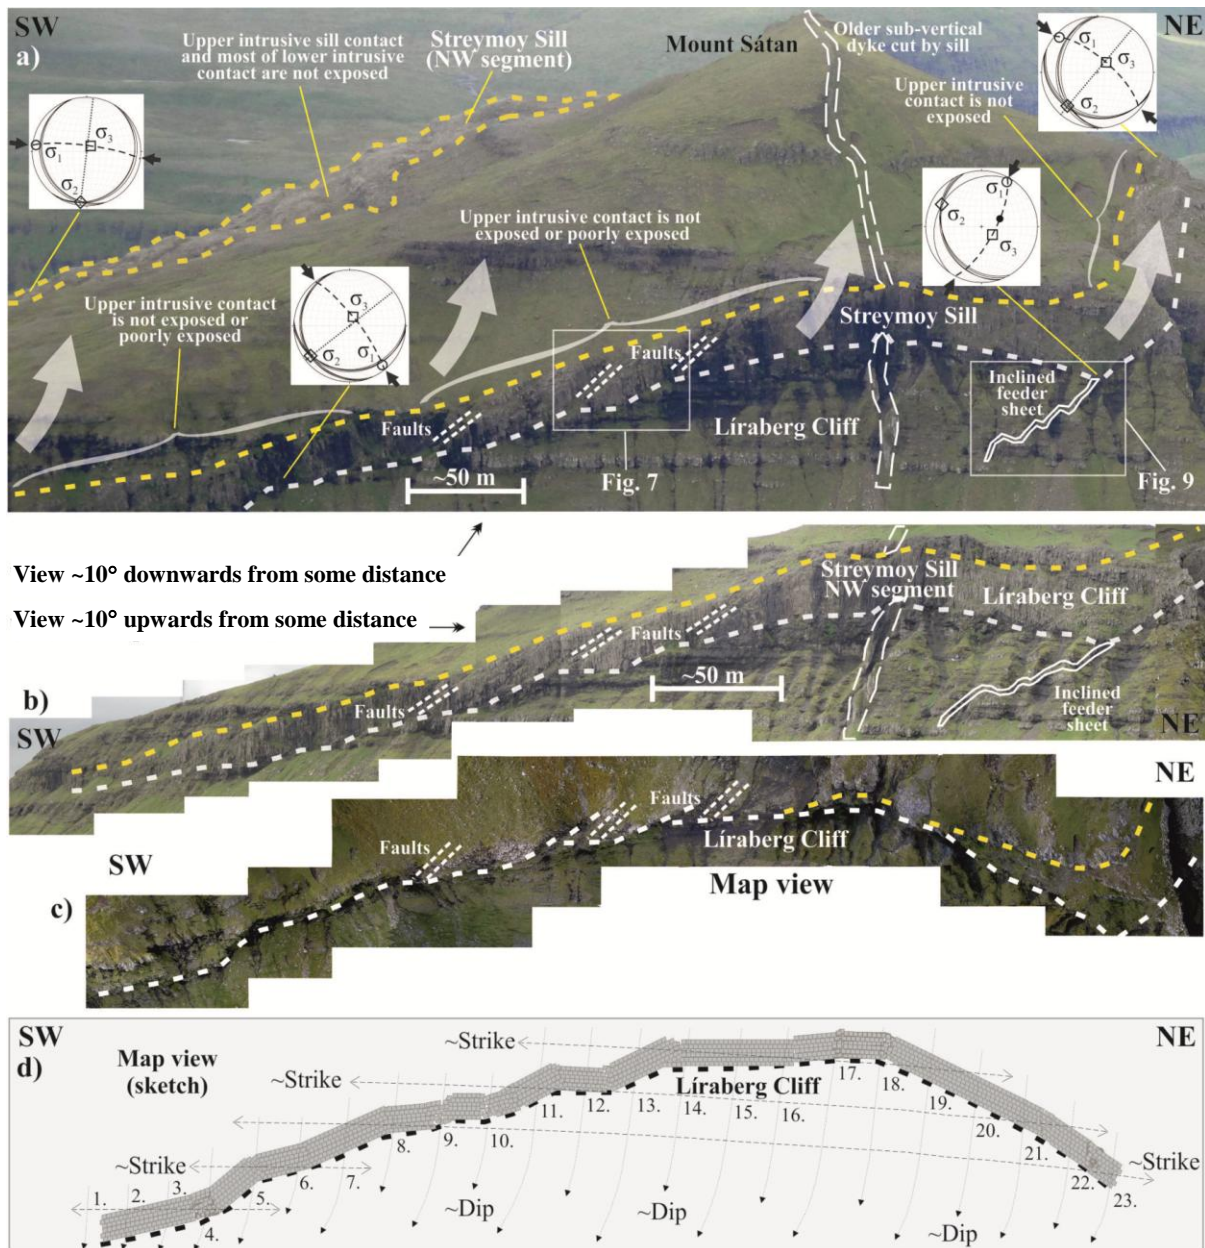 SW
NE
a)
Upper intrusive sill contact
and most of lower intrusive
contact are not exposed
Streymoy Sill
(NW segment)
Mount Sátan
Older sub-vertical
dyke cut by sill
Upper intrusive
contact is not
exposed
σ1
σ3
σ2
σ1
σ3
σ2
σ1
σ2
σ3
Upper intrusive contact is not
exposed or poorly exposed
Upper intrusive contact
is not exposed or
poorly exposed
σ3
σ2
σ1
Streymoy Sill
Faults
Faults
Líraberg Cliff
Inclined
feeder
sheet
~50 m
Fig. 7
Fig. 9
View ~10° downwards from some distance
View ~10° upwards from some distance
Streymoy Sill
NW segment
Líraberg Cliff
Faults
Faults
~50 m
Inclined
feeder
sheet
b)
SW
NE
NE
Faults
Faults
Líraberg Cliff
SW
Map view
c)
SW
NE
d)
Map view
(sketch)
~Strike
~Strike
~Strike
~Strike
Líraberg Cliff
1.
2.
3.
4.
5.
6.
7.
8.
9.
10.
11.
12.
13.
14.
15.
16.
17.
18.
19.
20.
21.
22.
23.
~Dip
~Dip
~Dip